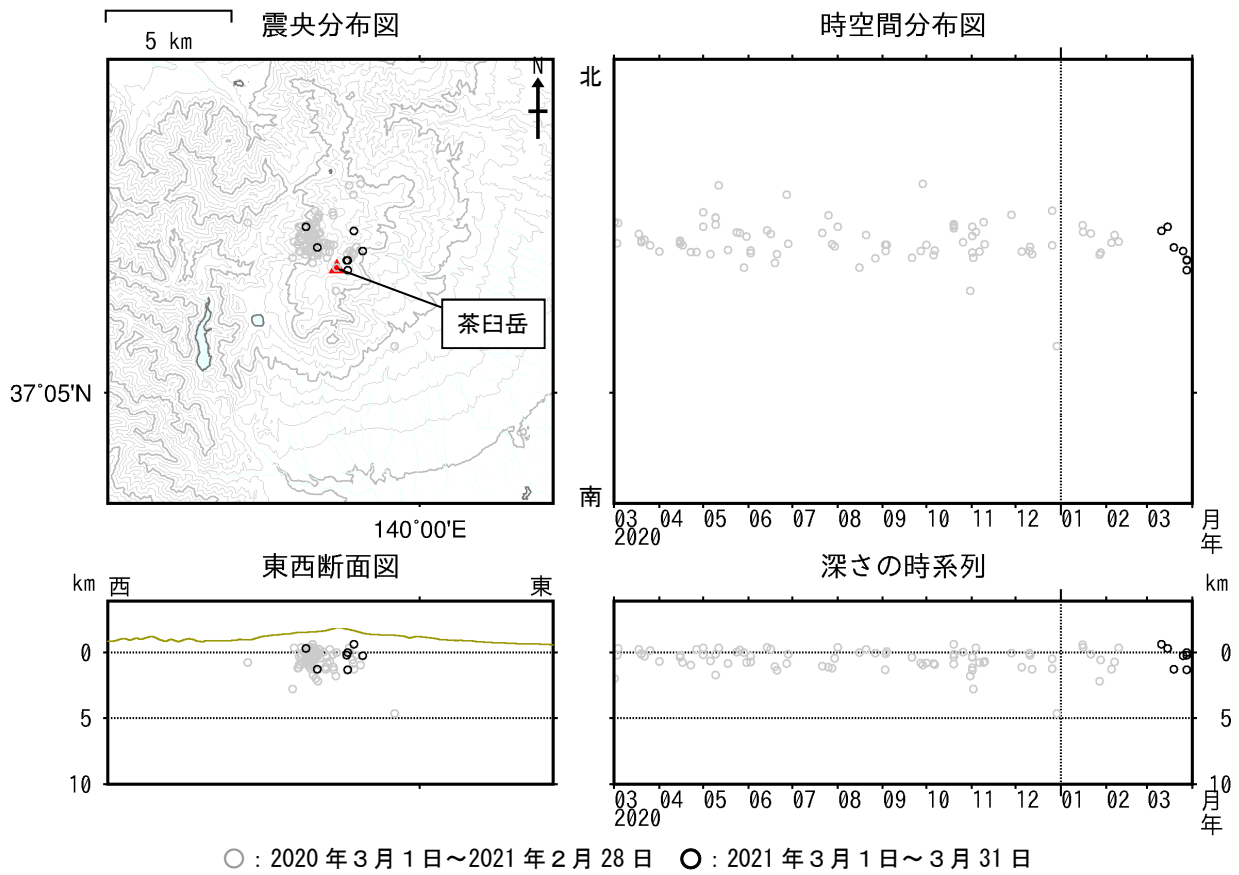 震央分布図
5 km
N
茶臼岳
37°05'N
140°00'E
時空間分布図
北
南
03 04 05 06 07 08 09 10 11 12 01 02 03 月
2020 年
東西断面図
km 西 東
0
5
10
深さの時系列
km
0
5
10
03 04 05 06 07 08 09 10 11 12 01 02 03 月
2020 年
：2020 年３月１日～2021 年２月 28 日 ：2021 年３月１日～３月 31 日